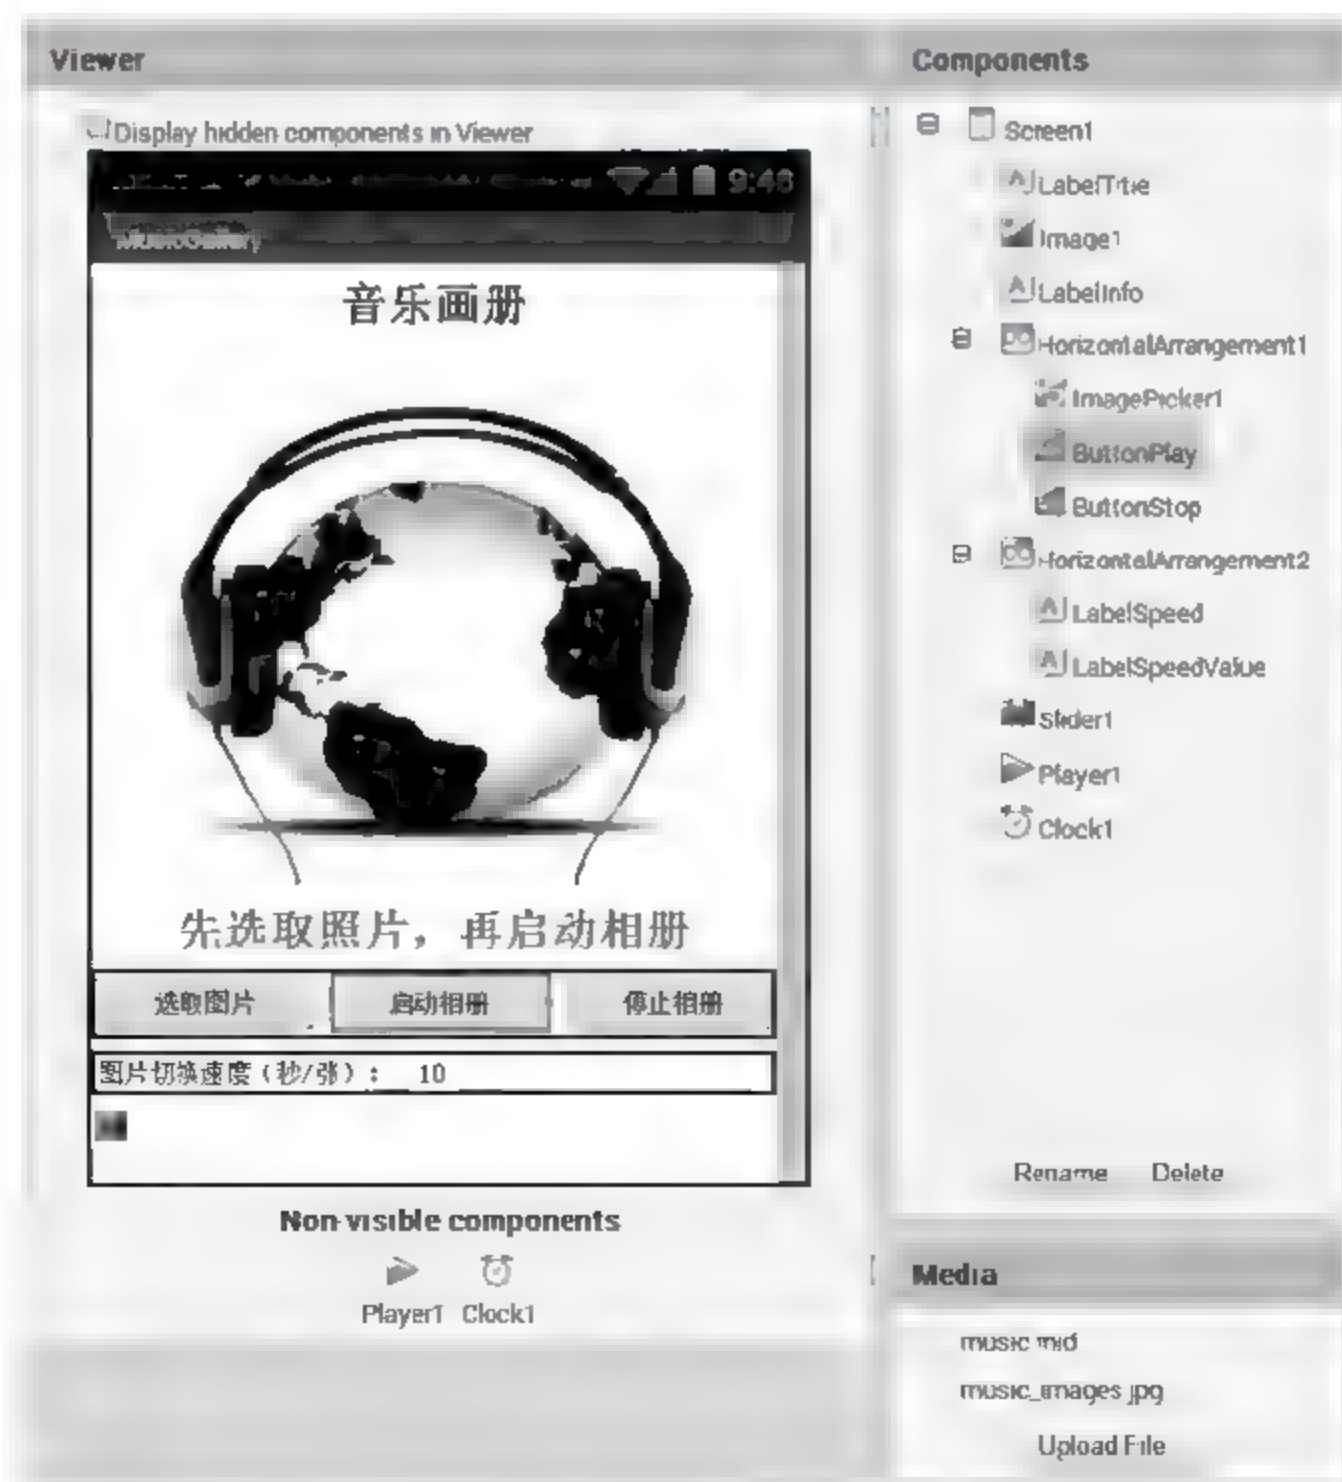 Viewer
Display hidden components in Viewer
9:48
MusicGallery
音乐画册
先选取照片，再启动相册
选取图片 启动相册 停止相册
图片切换速度（秒/张）： 10
Non-visible components
Player1 Clock1
Components
Screen1
LabelTitle
Image1
LabelInfo
HorizontalArrangement1
ImagePicker1
ButtonPlay
ButtonStop
HorizontalArrangement2
LabelSpeed
LabelSpeedValue
Slider1
Player1
Clock1
Rename Delete
Media
music.mid
music_images.jpg
Upload File